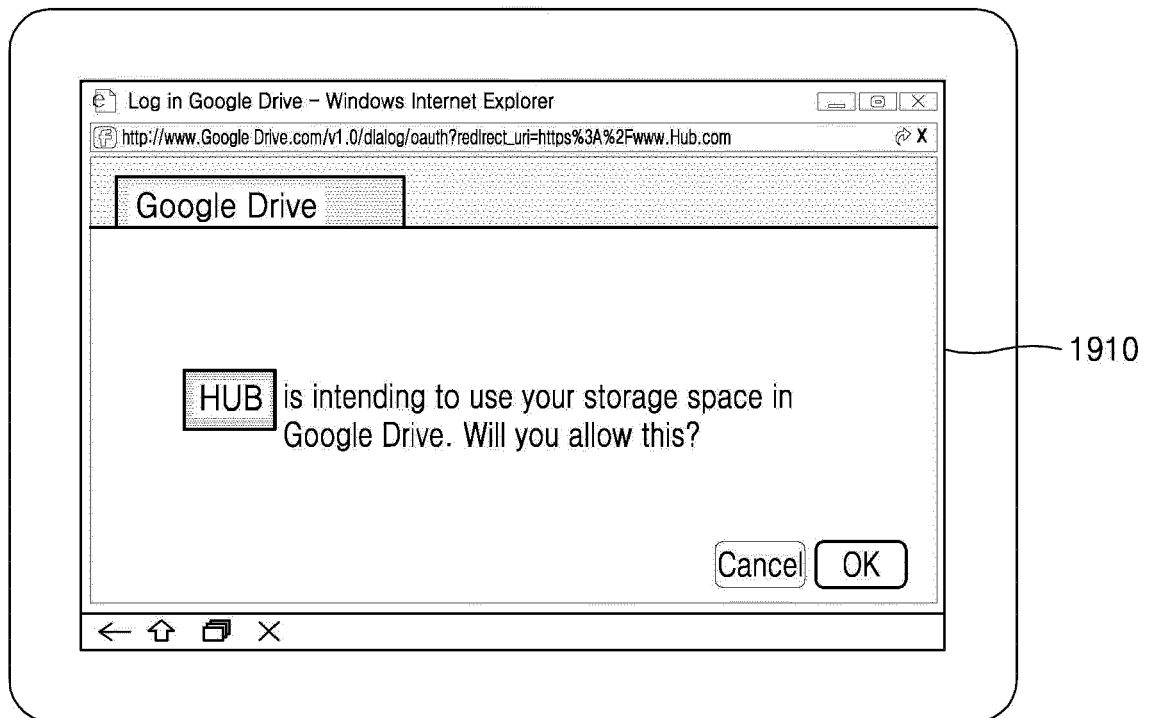 Log in Google Drive – Windows Internet Explorer
http://www.Google Drive.com/v1.0/dialog/oauth?redirect_uri=https%3A%2Fwww.Hub.com
Google Drive
HUB is intending to use your storage space in
Google Drive. Will you allow this?
Cancel OK
1910